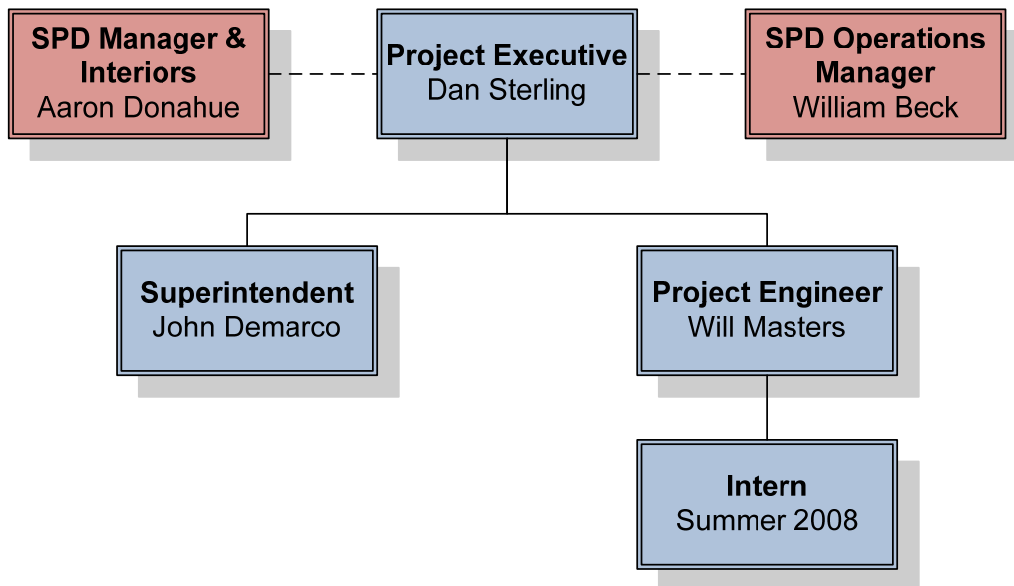 SPD Manager &
Interiors
Aaron Donahue
Project Executive
Dan Sterling
SPD Operations
Manager
William Beck
Superintendent
John Demarco
Project Engineer
Will Masters
Intern
Summer 2008